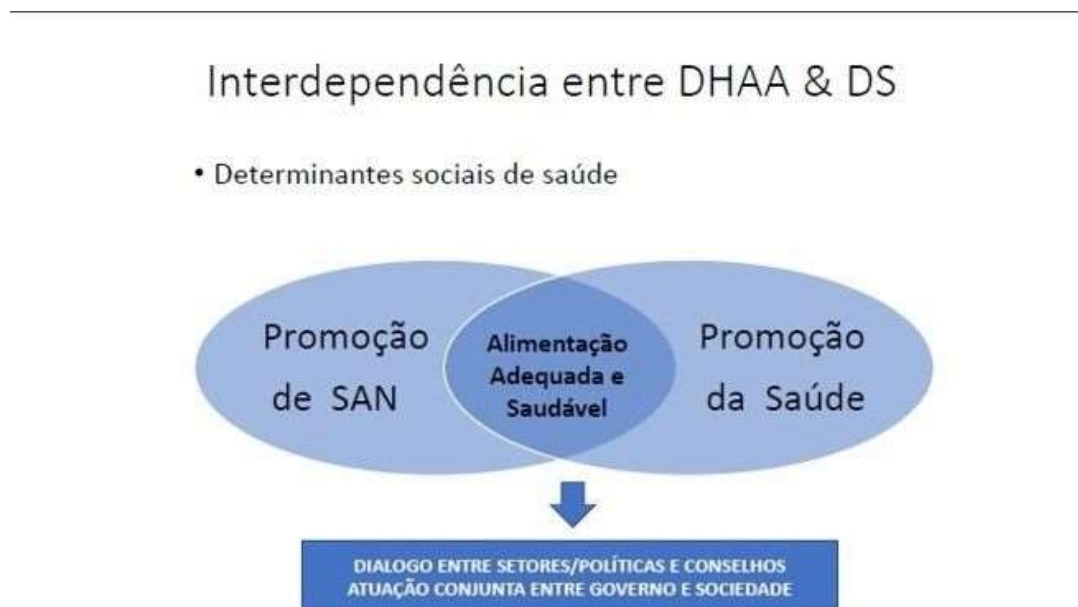 Interdependência entre DHAA & DS
• Determinantes sociais de saúde
Promoção
de SAN
Alimentação
Adequada e
Saudável
Promoção
da Saúde
DIALOGO ENTRE SETORES/POLÍTICAS E CONSELHOS
ATUAÇÃO CONJUNTA ENTRE GOVERNO E SOCIEDADE